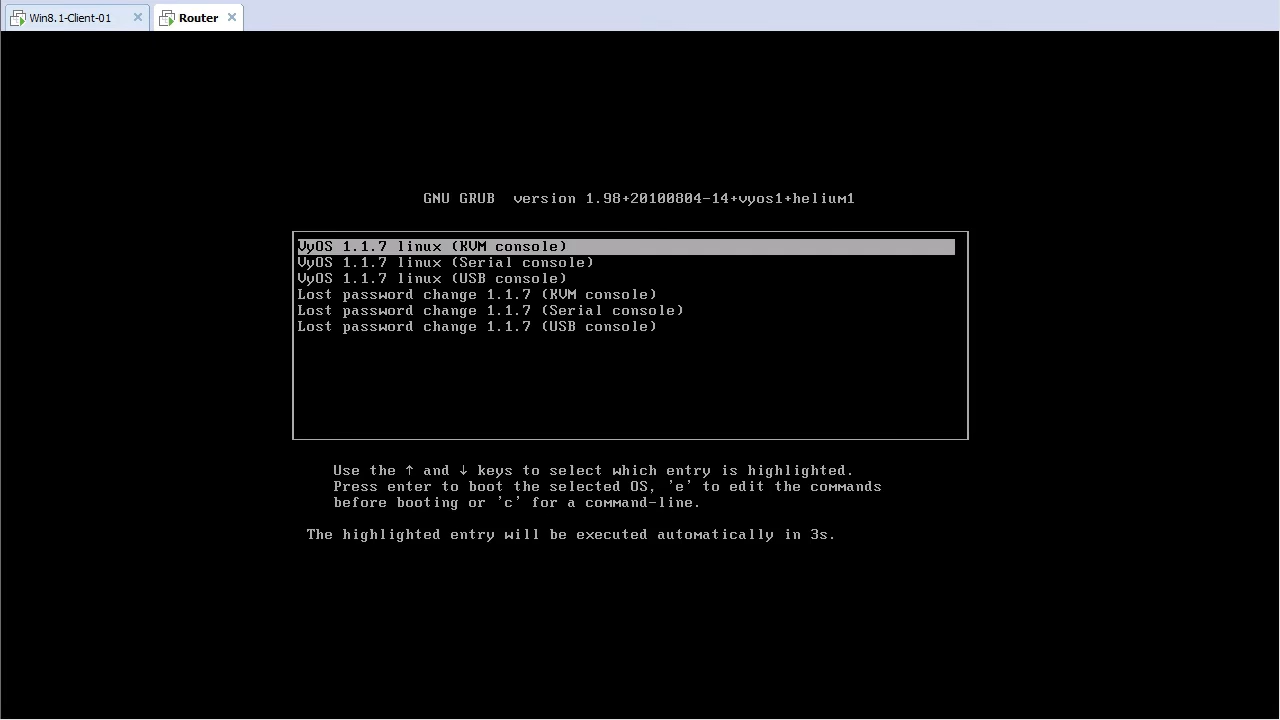 Win8.1-Client-01
Router
GNU GRUB  version 1.98+20100804-14+vyos1+helium1
VyOS 1.1.7 linux (KVM console)
VyOS 1.1.7 linux (Serial console)
VyOS 1.1.7 linux (USB console)
Lost password change 1.1.7 (KVM console)
Lost password change 1.1.7 (Serial console)
Lost password change 1.1.7 (USB console)
Use the ↑ and ↓ keys to select which entry is highlighted.
Press enter to boot the selected OS, 'e' to edit the commands
before booting or 'c' for a command-line.
The highlighted entry will be executed automatically in 3s.